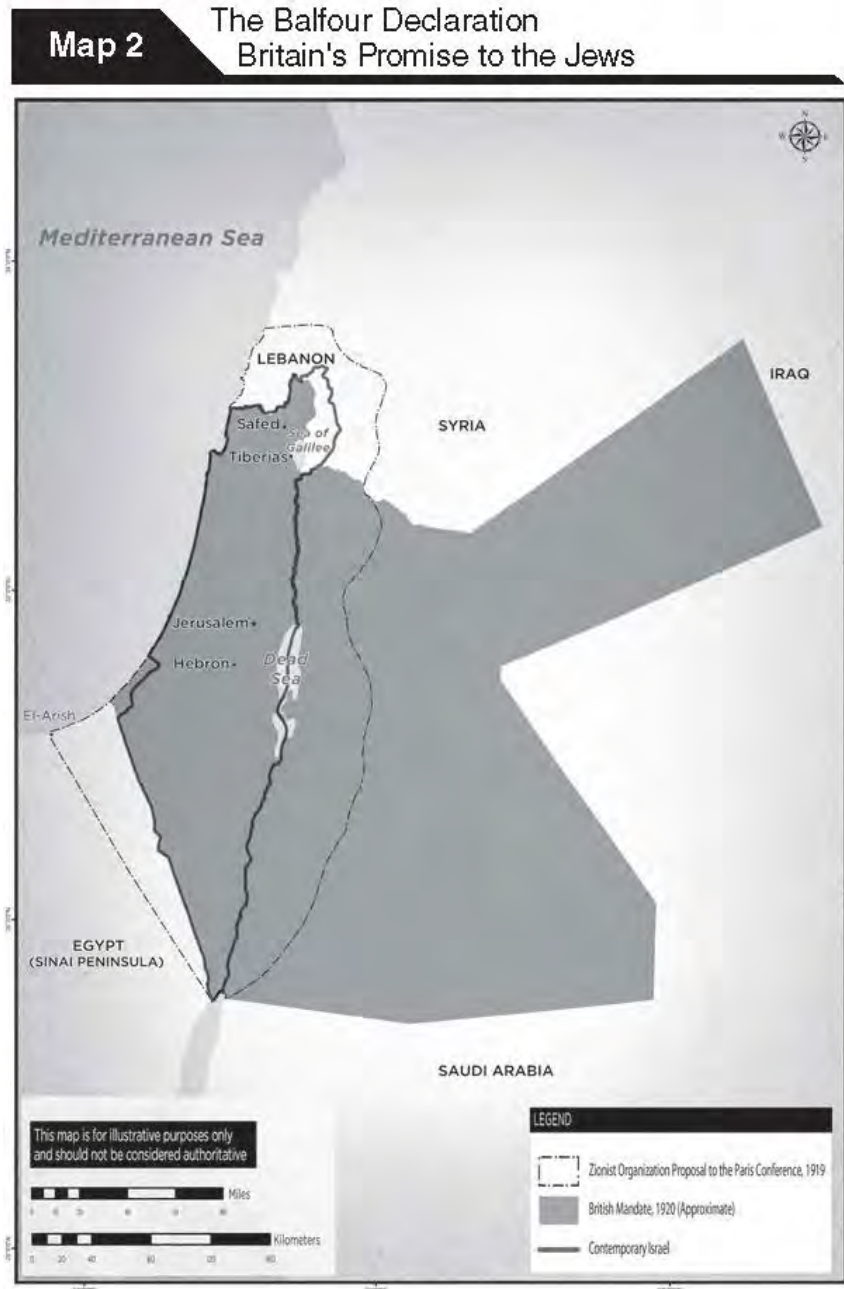 Map 2
The Balfour Declaration
Britain's Promise to the Jews
N
W E
S
Mediterranean Sea
LEBANON
IRAQ
SYRIA
Safed
Sea of
Galilee
Tiberias
Jerusalem
Hebron
Dead
Sea
El-Arish
EGYPT
(SINAI PENINSULA)
SAUDI ARABIA
This map is for illustrative purposes only
and should not be considered authoritative
Miles
Kilometers
0 20 40
LEGEND
Zionist Organization Proposal to the Paris Conference, 1919
British Mandate, 1920 (Approximate)
Contemporary Israel